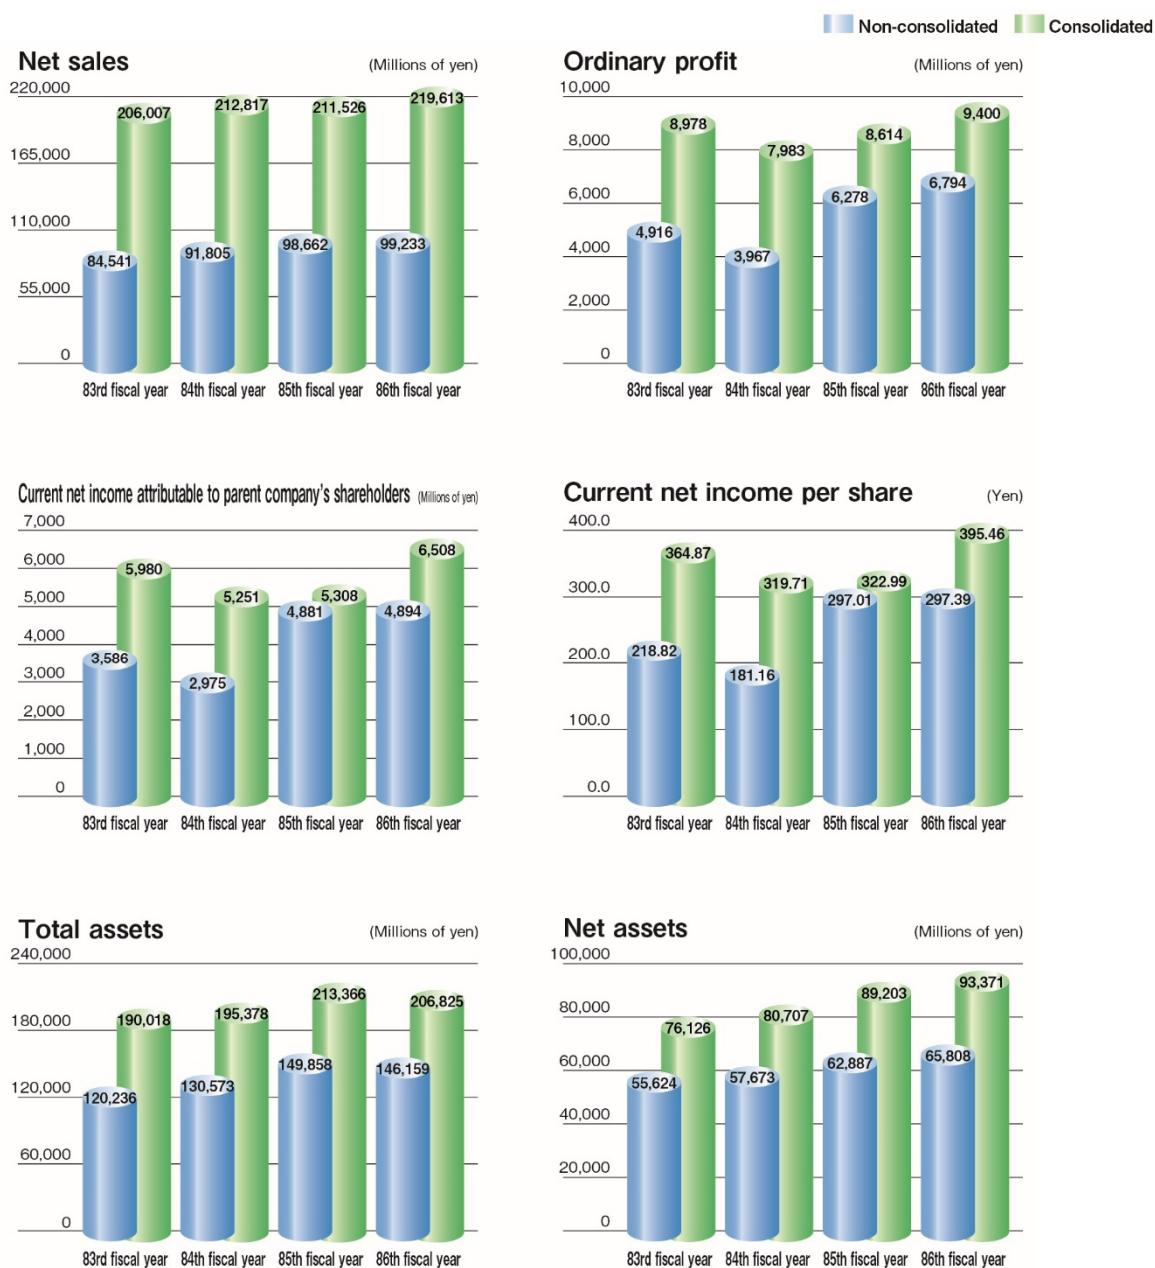 Non-consolidated Consolidated
Net sales (Millions of yen)
220,000
165,000
110,000
55,000
0
206,007 212,817 211,526 219,613
84,541 91,805 98,662 99,233
83rd fiscal year 84th fiscal year 85th fiscal year 86th fiscal year
Ordinary profit (Millions of yen)
10,000
8,000
6,000
4,000
2,000
0
8,978 7,983 8,614 9,400
4,916 3,967 6,278 6,794
83rd fiscal year 84th fiscal year 85th fiscal year 86th fiscal year
Current net income attributable to parent company's shareholders (Millions of yen)
7,000
6,000
5,000
4,000
3,000
2,000
1,000
0
5,980 5,251 5,308 6,508
3,586 2,975 4,881 4,894
83rd fiscal year 84th fiscal year 85th fiscal year 86th fiscal year
Current net income per share (Yen)
400.0
300.0
200.0
100.0
0.0
364.87 319.71 322.99 395.46
218.82 181.16 297.01 297.39
83rd fiscal year 84th fiscal year 85th fiscal year 86th fiscal year
Total assets (Millions of yen)
240,000
180,000
120,000
60,000
0
190,018 195,378 213,366 206,825
120,236 130,573 149,858 146,159
83rd fiscal year 84th fiscal year 85th fiscal year 86th fiscal year
Net assets (Millions of yen)
100,000
80,000
60,000
40,000
20,000
0
76,126 80,707 89,203 93,371
55,624 57,673 62,887 65,808
83rd fiscal year 84th fiscal year 85th fiscal year 86th fiscal year